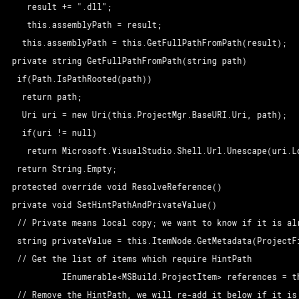 result += ".dll";
this.assemblyPath = result;
this.assemblyPath = this.GetFullPathFromPath(result);
private string GetFullPathFromPath(string path)
if(Path.IsPathRooted(path))
return path;
Uri uri = new Uri(this.ProjectMgr.BaseURI.Uri, path);
if(uri != null)
return Microsoft.VisualStudio.Shell.Url.Unescape(uri.Lo
return String.Empty;
protected override void ResolveReference()
private void SetHintPathAndPrivateValue()
// Private means local copy; we want to know if it is alr
string privateValue = this.ItemNode.GetMetadata(ProjectFi
// Get the list of items which require HintPath
IEnumerable<MSBuild.ProjectItem> references = th
// Remove the HintPath, we will re-add it below if it is